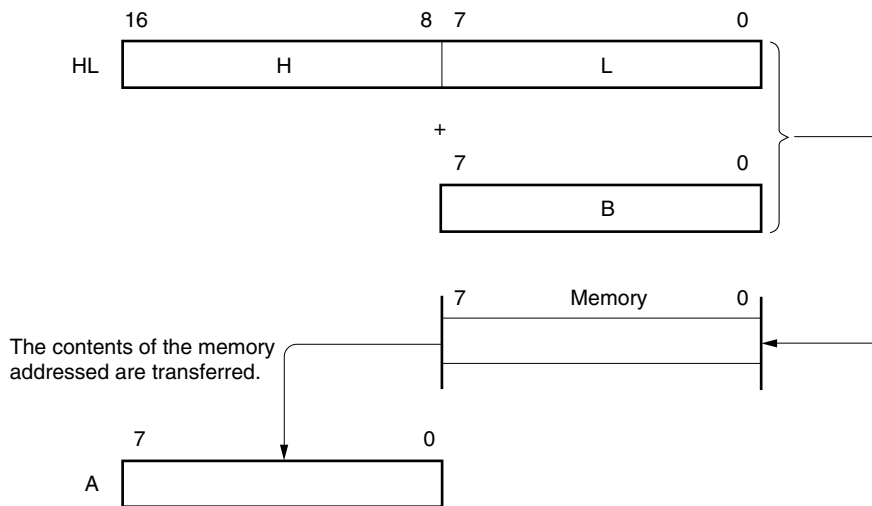 16 8 7 0
HL H L
+
7 0
B
7 Memory 0
The contents of the memory
addressed are transferred.
7 0
A